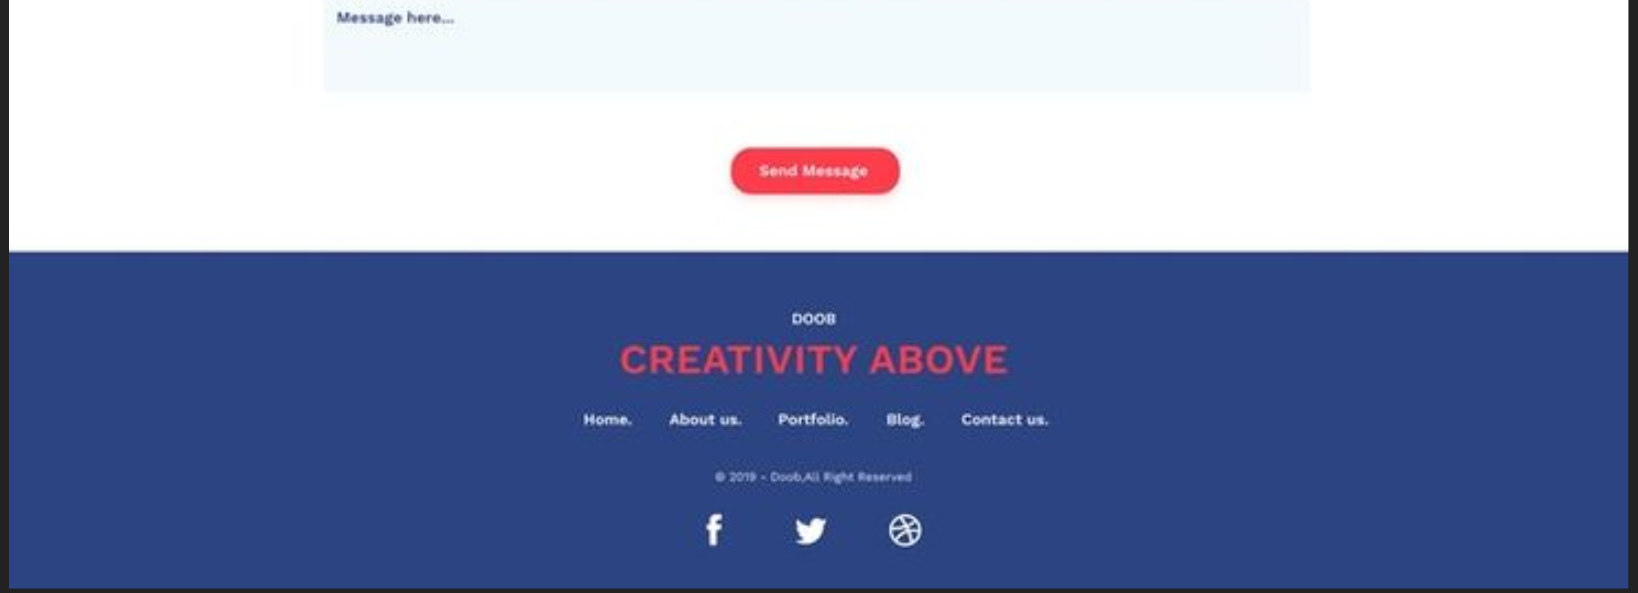 Message here...
Send Message
DOOB
CREATIVITY ABOVE
Home. About us. Portfolio. Blog. Contact us.
© 2019 - Doob,All Right Reserved